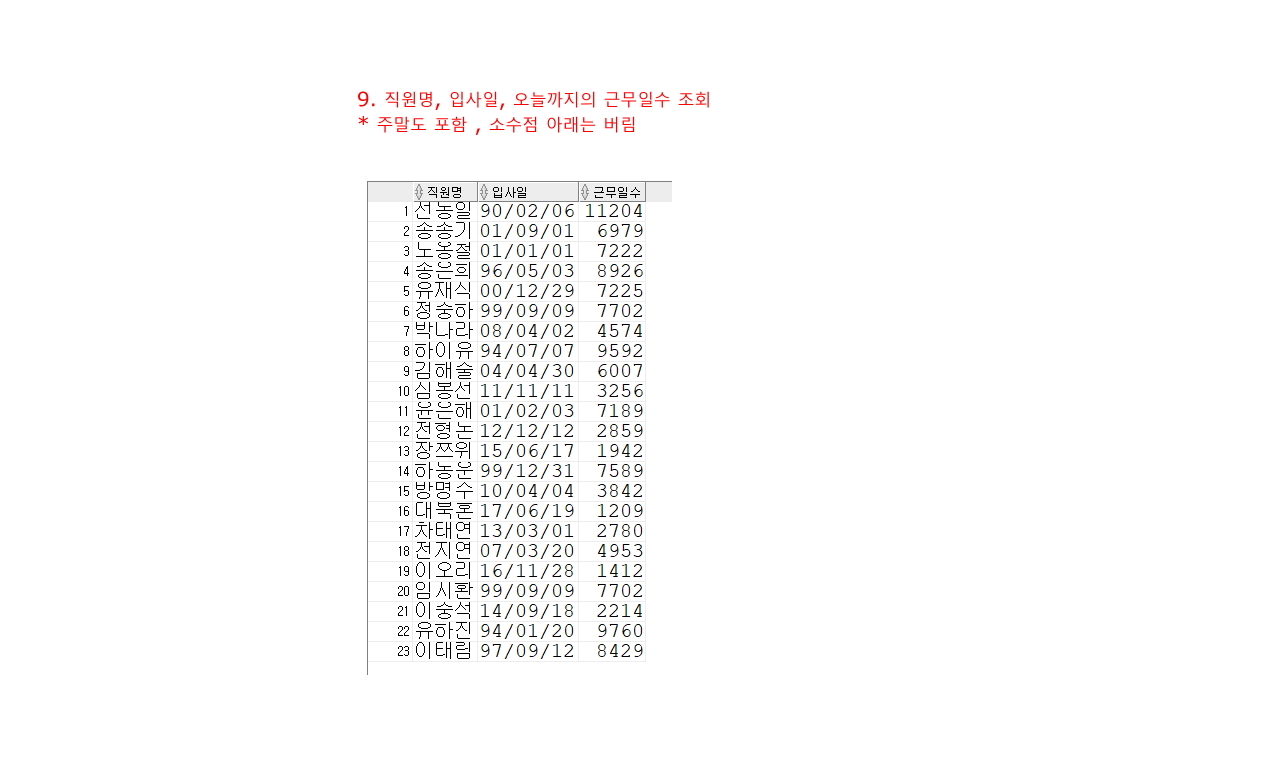 9. 직원명, 입사일, 오늘까지의 근무일수 조회
* 주말도 포함 , 소수점 아래는 버림
직원명 입사일 근무일수
1 선동일 90/02/06 11204
2 송송기 01/09/01 6979
3 노옹철 01/01/01 7222
4 송은희 96/05/03 8926
5 유재식 00/12/29 7225
6 정중하 99/09/09 7702
7 박나라 08/04/02 4574
8 하이유 94/07/07 9592
9 김해술 04/04/30 6007
10 심봉선 11/11/11 3256
11 윤은해 01/02/03 7189
12 전형돈 12/12/12 2859
13 장쯔위 15/06/17 1942
14 하동운 99/12/31 7589
15 방명수 10/04/04 3842
16 대북혼 17/06/19 1209
17 차태연 13/03/01 2780
18 전지연 07/03/20 4953
19 이오리 16/11/28 1412
20 임시환 99/09/09 7702
21 이중석 14/09/18 2214
22 유하진 94/01/20 9760
23 이태림 97/09/12 8429